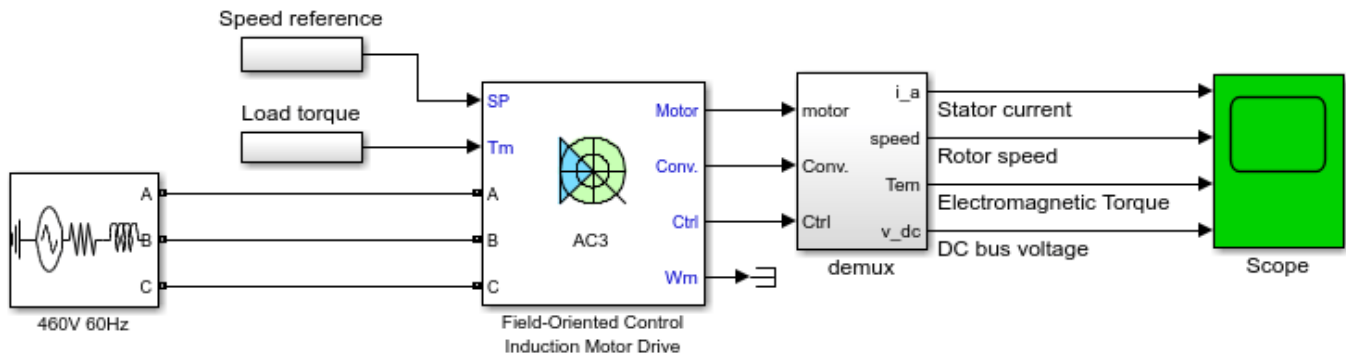 Speed reference
Load torque
SP
Tm
A
B
C
A
B
C
460V 60Hz
AC3
Motor
Conv.
Ctrl
Wm
Field-Oriented Control
Induction Motor Drive
motor
Conv.
Ctrl
i_a
speed
Tem
v_dc
demux
Stator current
Rotor speed
Electromagnetic Torque
DC bus voltage
Scope